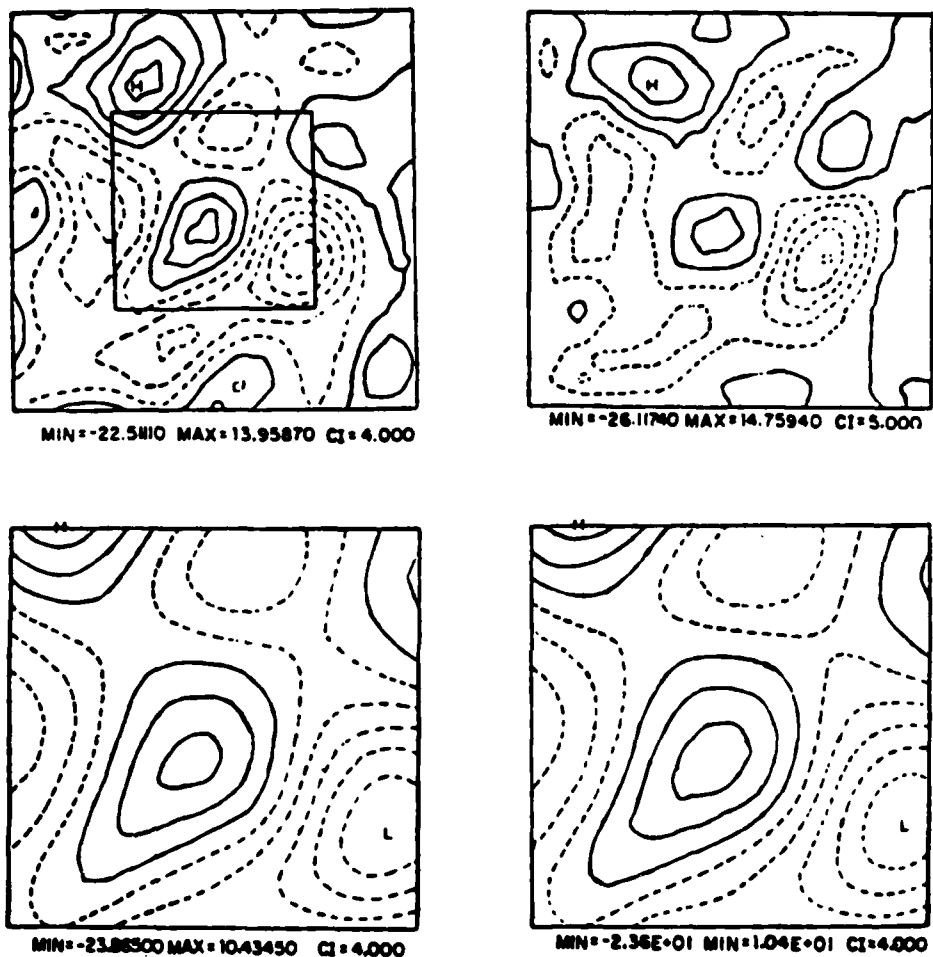 H
MIN=-22.51110 MAX=13.95870 CI=4.000
H
MIN=-26.11740 MAX=14.75940 CI=5.000
L
MIN=-23.86500 MAX=10.43450 CI=4.000
L
MIN=-2.36E+01 MIN=1.04E+01 CI=4.000